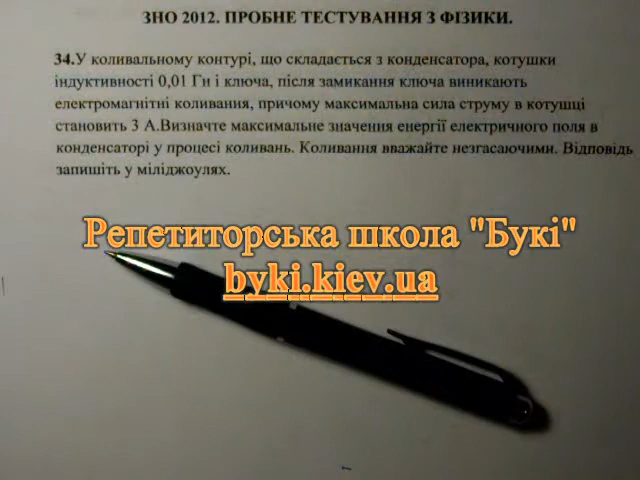 ЗНО 2012. ПРОБНЕ ТЕСТУВАННЯ З ФІЗИКИ.
34.У коливальному контурі, що складається з конденсатора, котушки
індуктивності 0,01 Гн і ключа, після замикання ключа виникають
електромагнітні коливання, причому максимальна сила струму в котушці
становить 3 А.Визначте максимальне значення енергії електричного поля в
конденсаторі у процесі коливань. Коливання вважайте незгасаючими. Відповідь
запишіть у міліджоулях.
Репетиторська школа "Букі"
byki.kiev.ua